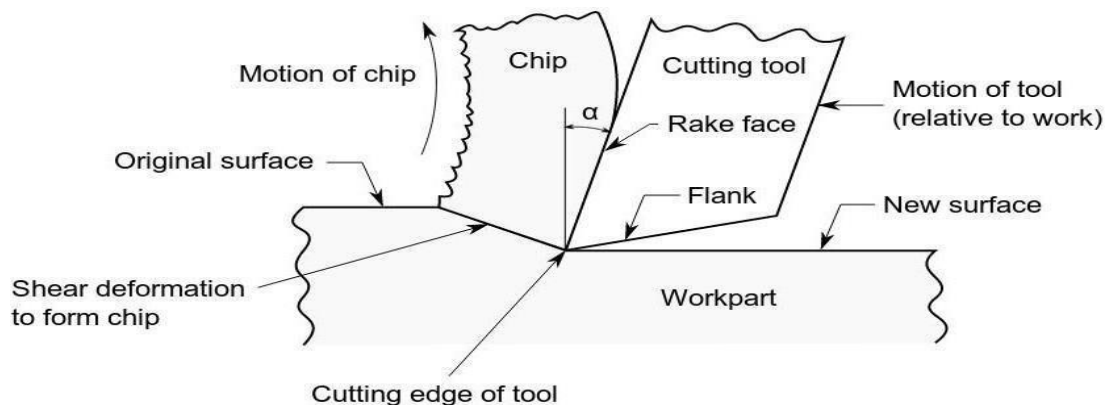 Chip
Cutting tool
Motion of chip
α
Motion of tool
(relative to work)
Rake face
Original surface
Flank
New surface
Shear deformation
to form chip
Workpart
Cutting edge of tool